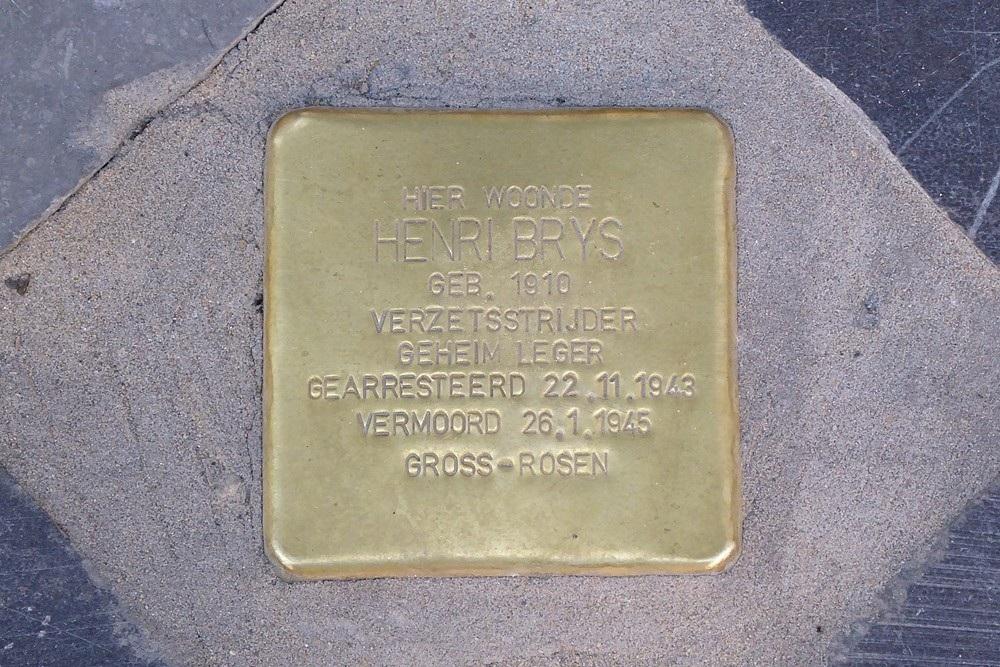 HIER WOONDE
HENRI BRYS
GEB. 1910
VERZETSSTRIJDER
GEHEIM LEGER
GEARRESTEERD 22.11.1943
VERMOORD 26.1.1945
GROSS-ROSEN